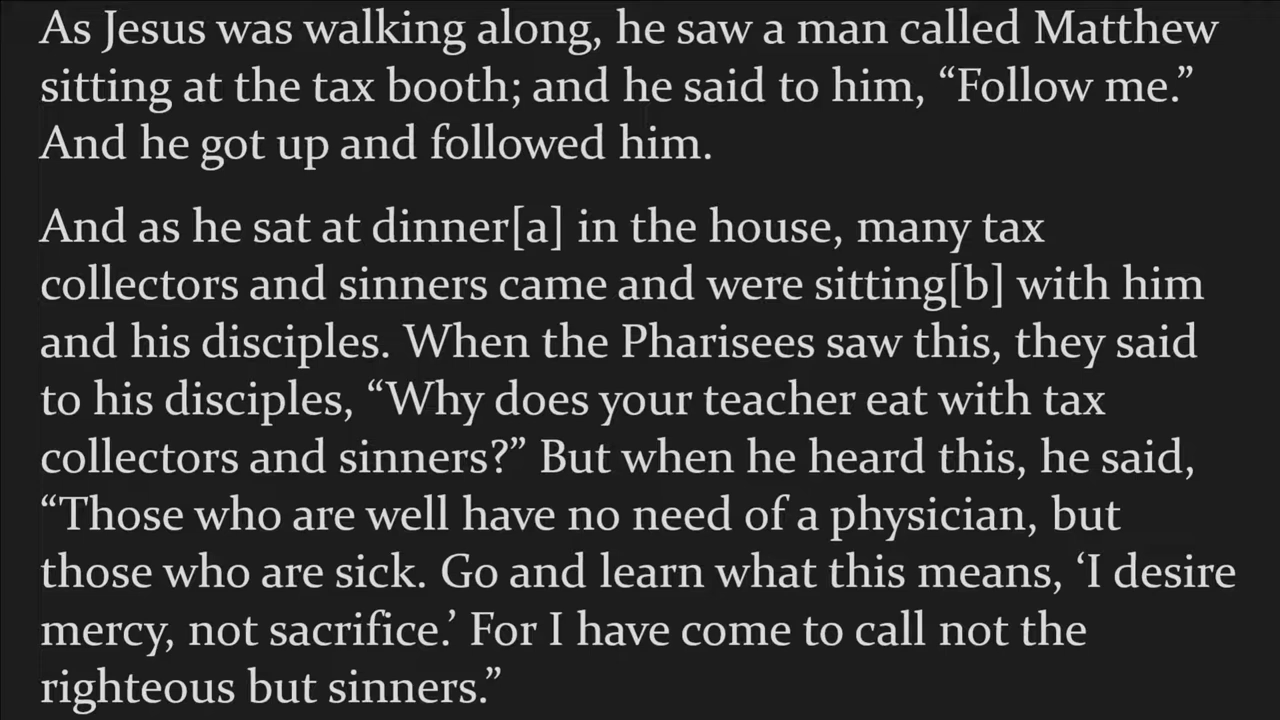 As Jesus was walking along, he saw a man called Matthew
sitting at the tax booth; and he said to him, “Follow me.”
And he got up and followed him.
And as he sat at dinner[a] in the house, many tax
collectors and sinners came and were sitting[b] with him
and his disciples. When the Pharisees saw this, they said
to his disciples, “Why does your teacher eat with tax
collectors and sinners?” But when he heard this, he said,
“Those who are well have no need of a physician, but
those who are sick. Go and learn what this means, ‘I desire
mercy, not sacrifice.’ For I have come to call not the
righteous but sinners.”